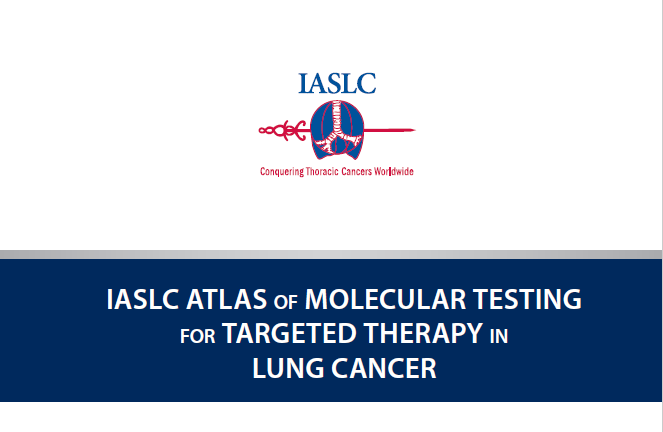 IASLC
Conquering Thoracic Cancers Worldwide
IASLC ATLAS OF MOLECULAR TESTING
FOR TARGETED THERAPY IN
LUNG CANCER